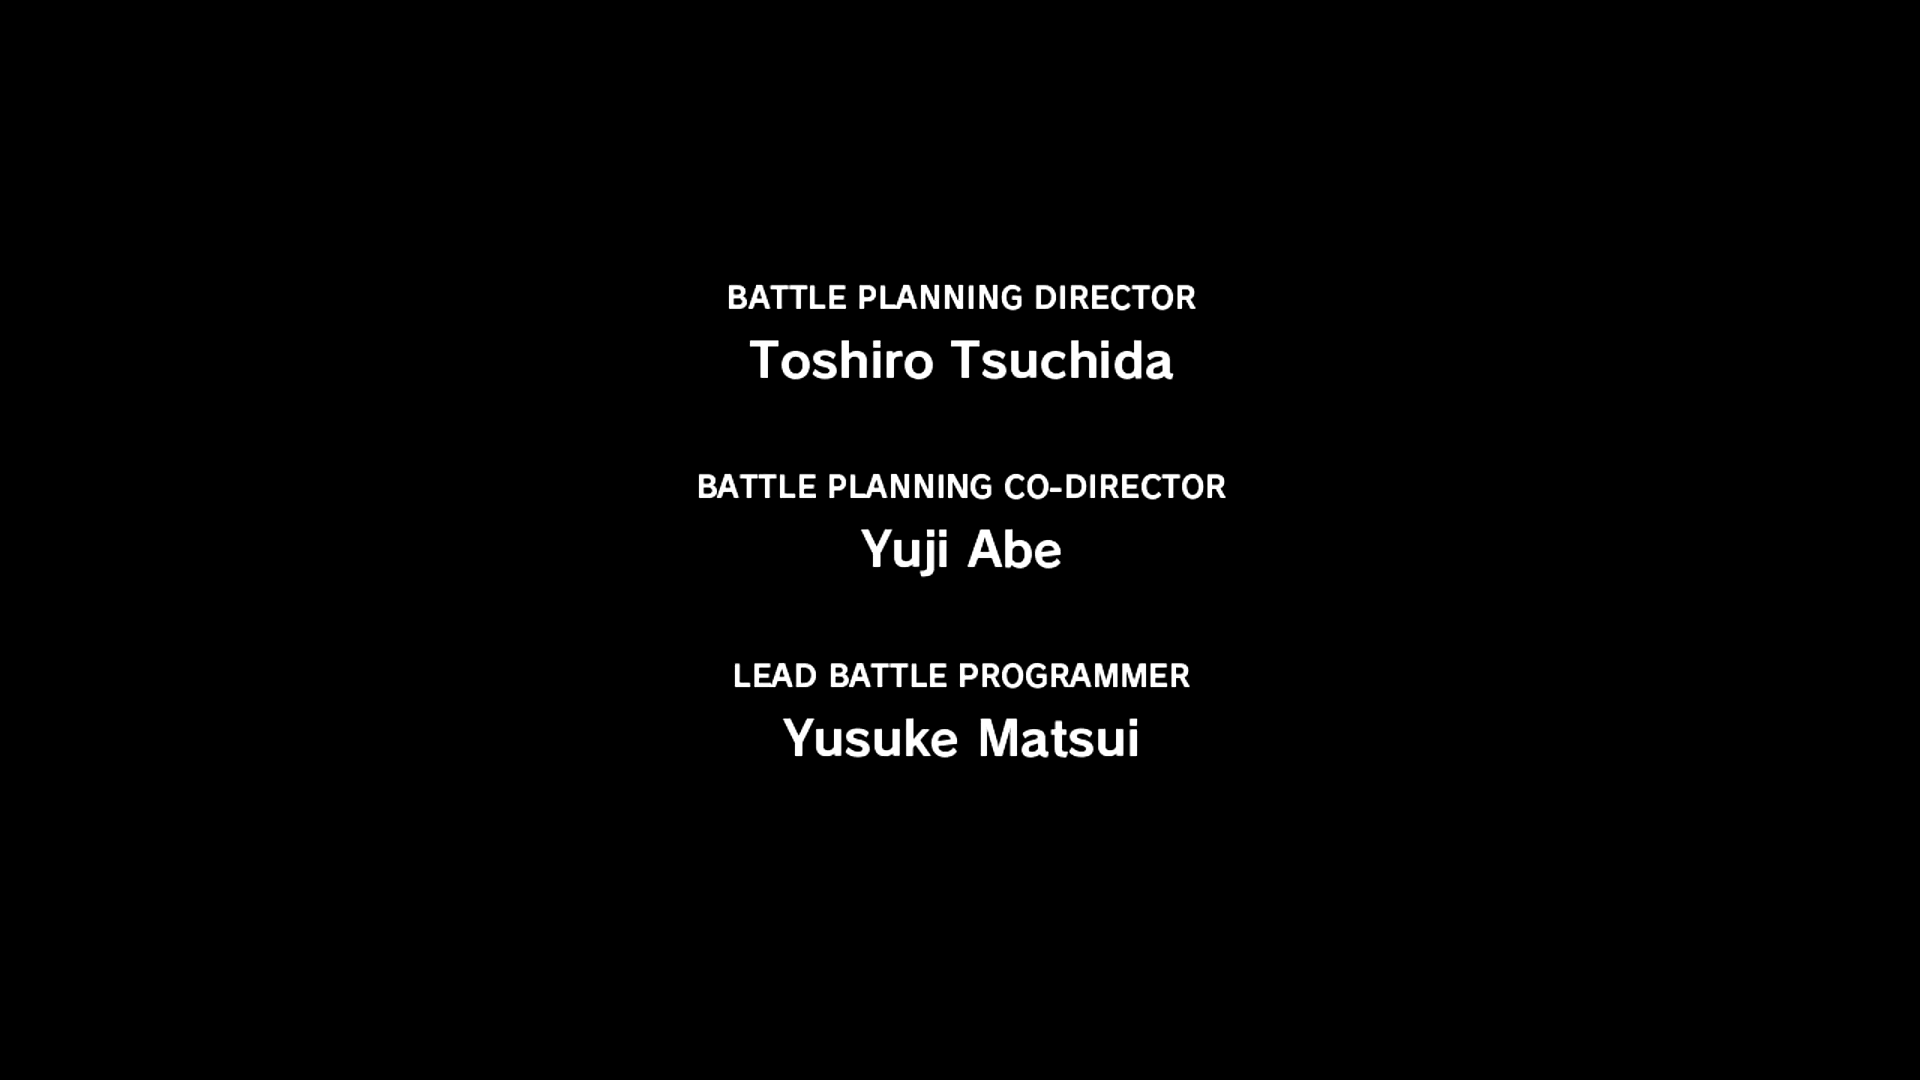 BATTLE PLANNING DIRECTOR
Toshiro Tsuchida
BATTLE PLANNING CO-DIRECTOR
Yuji Abe
LEAD BATTLE PROGRAMMER
Yusuke Matsui